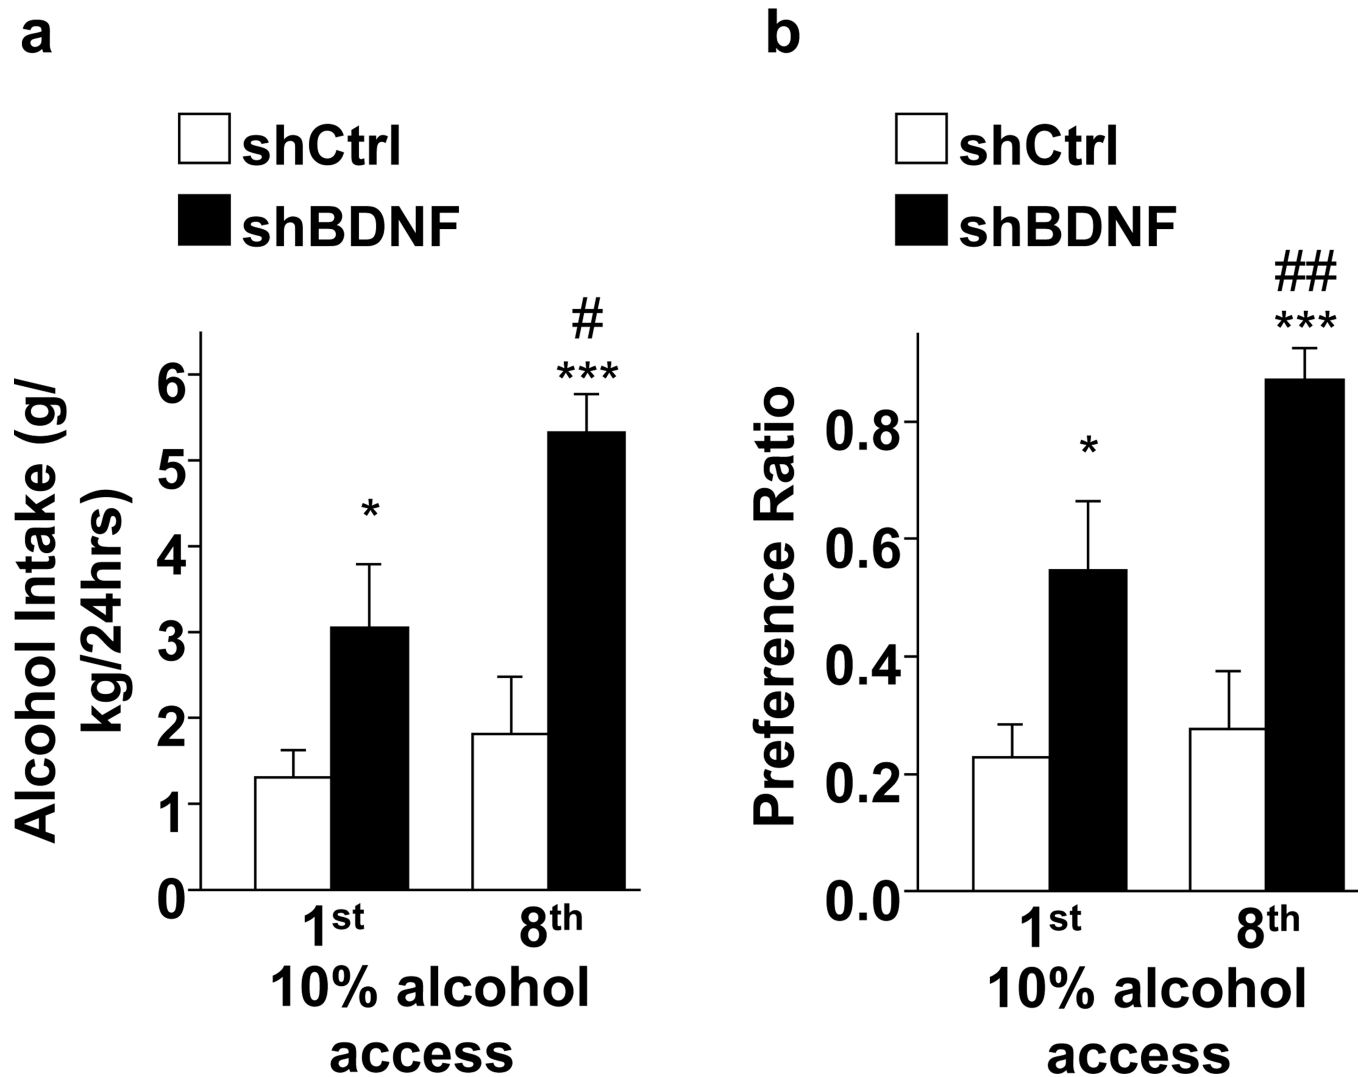 a
shCtrl
shBDNF
Alcohol Intake (g/
kg/24hrs)
6
5
4
3
2
1
0
*
#
***
1st
8th
10% alcohol
access
b
shCtrl
shBDNF
Preference Ratio
0.8
0.6
0.4
0.2
0.0
*
##
***
1st
8th
10% alcohol
access